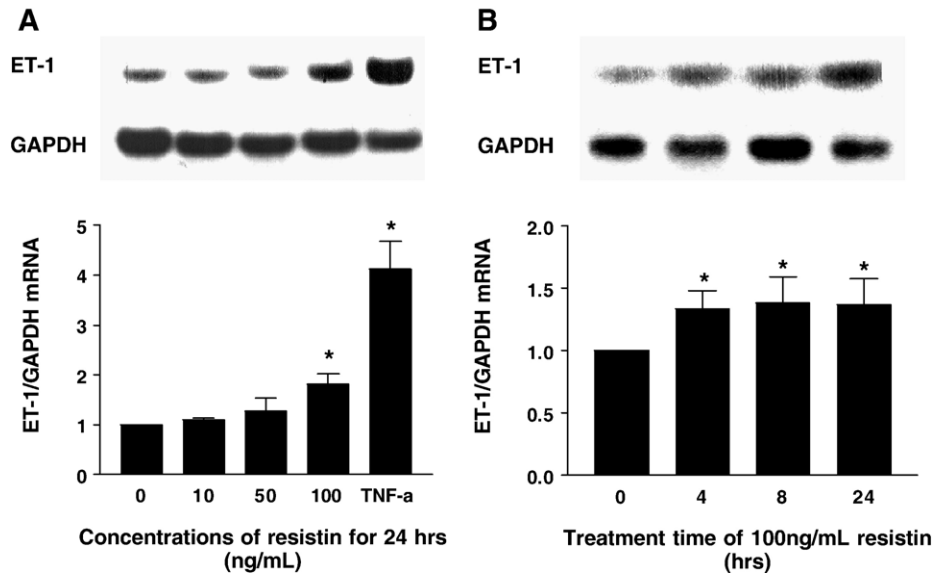 A
ET-1
GAPDH
ET-1/GAPDH mRNA
5
4
3
2
1
0
*
*
0 10 50 100 TNF-a
Concentrations of resistin for 24 hrs
(ng/mL)
B
ET-1
GAPDH
ET-1/GAPDH mRNA
2.0
1.5
1.0
0.5
0.0
* * *
0 4 8 24
Treatment time of 100ng/mL resistin
(hrs)